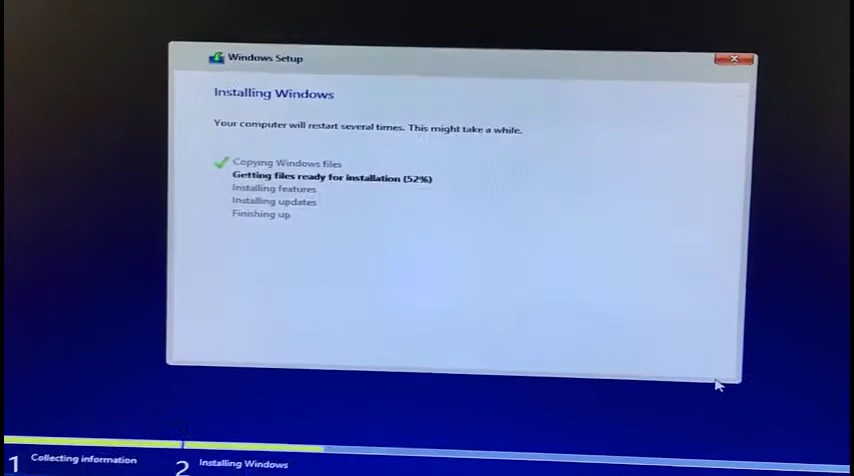 Windows Setup
Installing Windows
Your computer will restart several times. This might take a while.
Copying Windows files
Getting files ready for installation (52%)
Installing features
Installing updates
Finishing up
1 Collecting information
2 Installing Windows